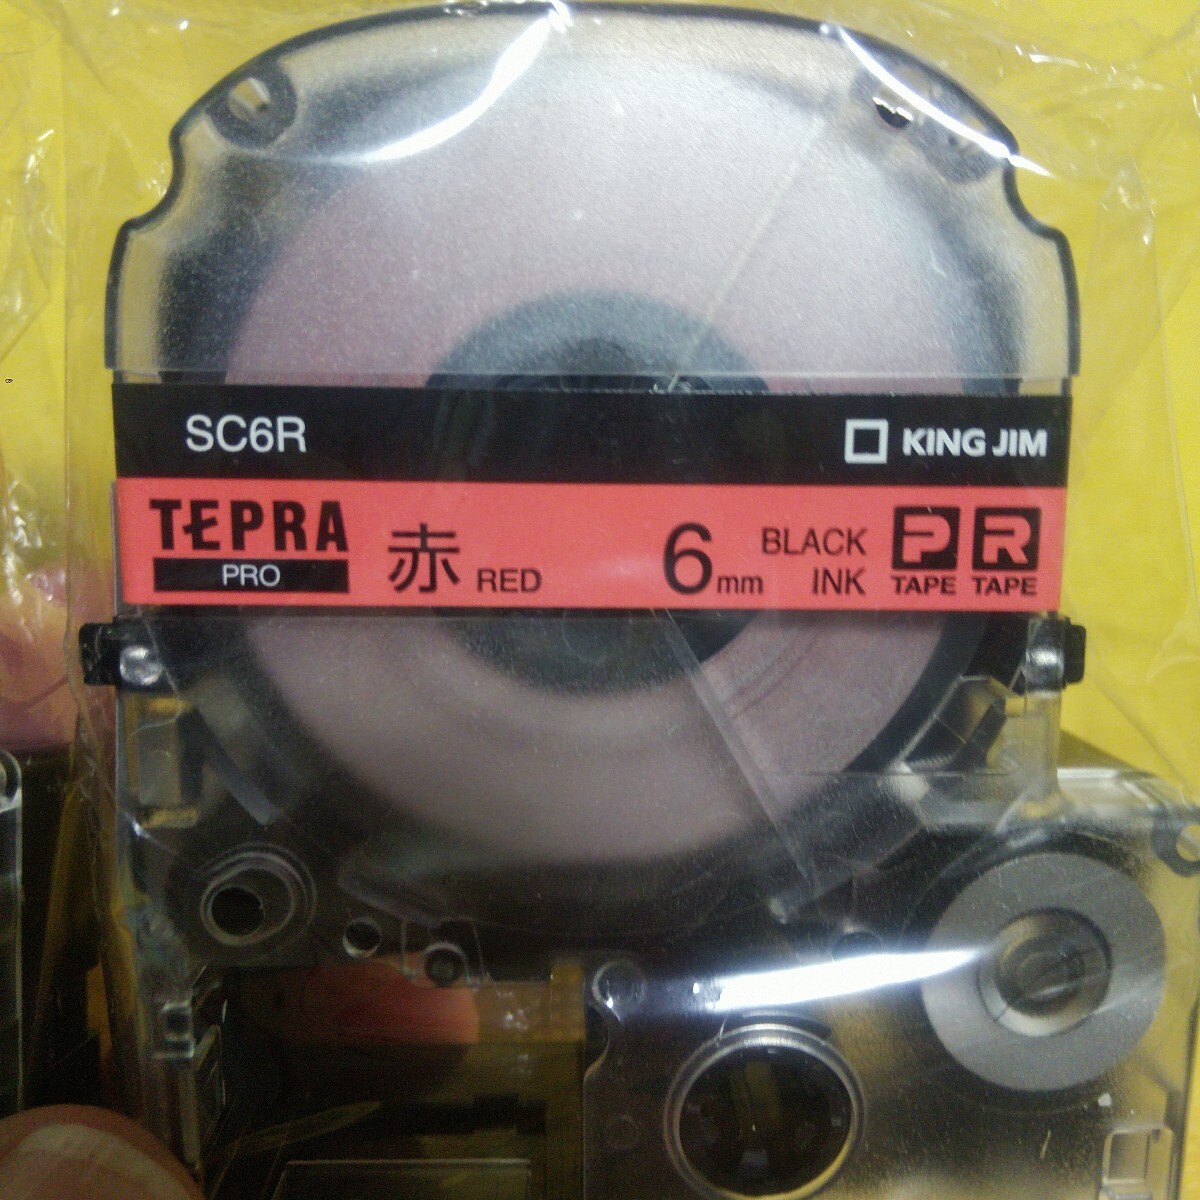 SC6R KING JIM
TEPRA PRO 赤 RED 6mm BLACK INK P TAPE R TAPE